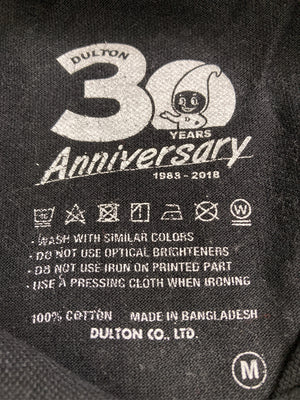 DULTON
30
YEARS
Anniversary
1988 - 2018
· WASH WITH SIMILAR COLORS
· DO NOT USE OPTICAL BRIGHTENERS
· DO NOT USE IRON ON PRINTED PART
· USE A PRESSING CLOTH WHEN IRONING
100% COTTON MADE IN BANGLADESH
DULTON CO., LTD.
M